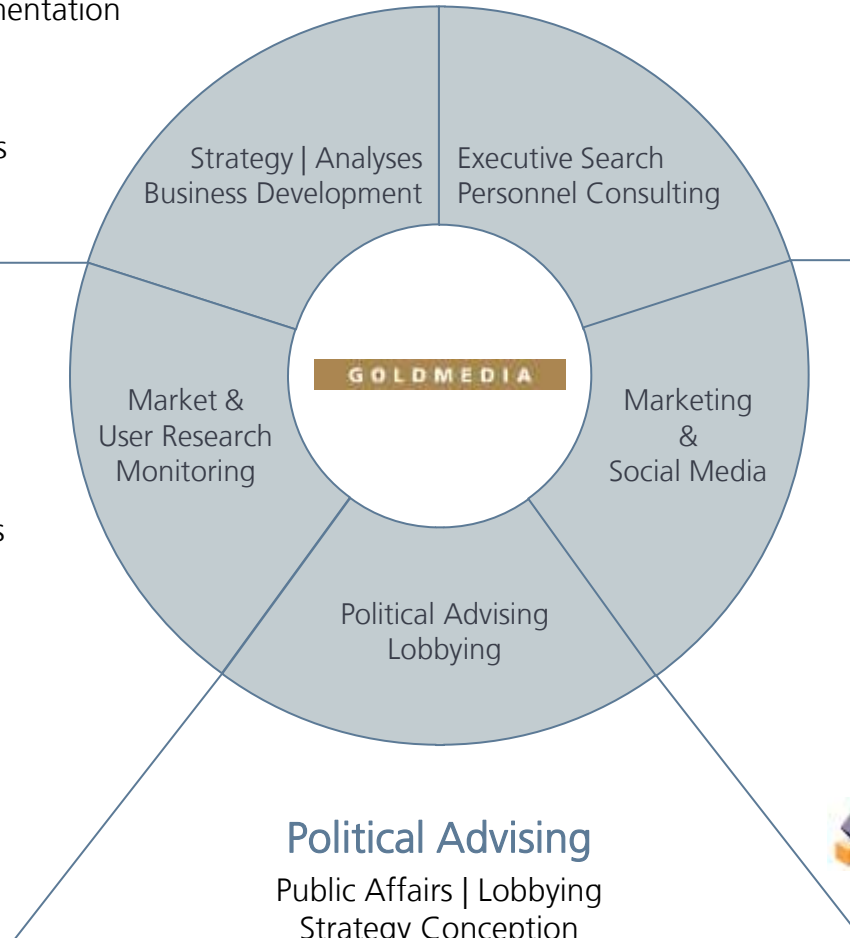 Strategy | Analyses
Business Development
Executive Search
Personnel Consulting
GOLDMEDIA
Market &
User Research
Monitoring
Marketing
&
Social Media
Political Advising
Lobbying
Political Advising
Public Affairs | Lobbying
Strategy Conception